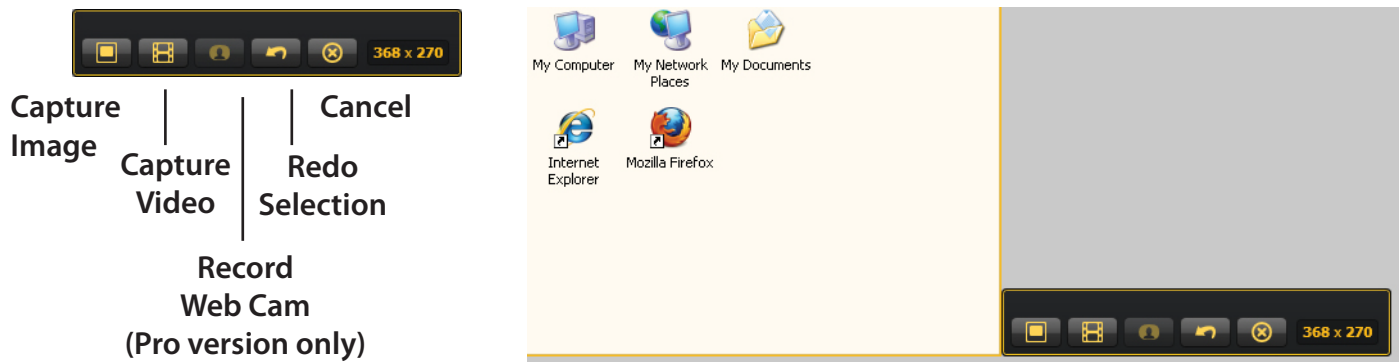 368 x 270
Capture
Image
Capture
Video
Record
Web Cam
(Pro version only)
Redo
Selection
Cancel
My Computer
My Network
Places
My Documents
Internet
Explorer
Mozilla Firefox
368 x 270